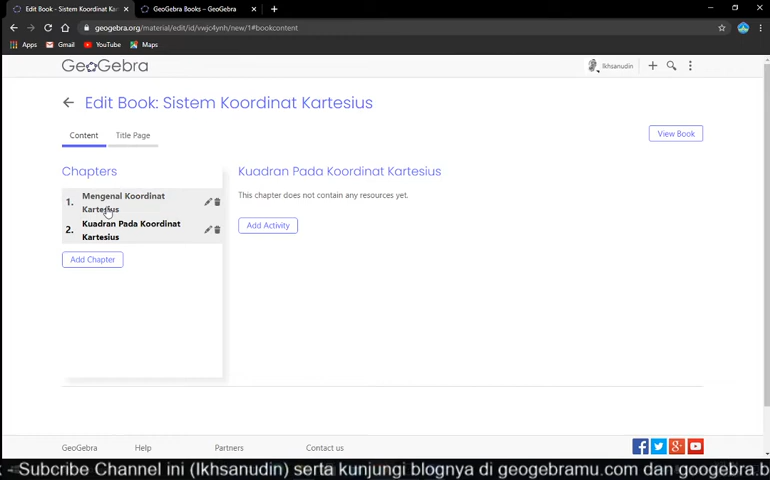 Edit Book - Sistem Koordinat Ka
GeoGebra Books – GeoGebra
geogebra.org/material/edit/id/vwjc4ynh/new/1#bookcontent
Apps
Gmail
YouTube
Maps
GeoGebra
Ikhsanudin
Edit Book: Sistem Koordinat Kartesius
Content
Title Page
View Book
Chapters
1.
Mengenal Koordinat
Kartesius
2.
Kuadran Pada Koordinat
Kartesius
Add Chapter
Kuadran Pada Koordinat Kartesius
This chapter does not contain any resources yet.
Add Activity
GeoGebra
Help
Partners
Contact us
- Subcribe Channel ini (Ikhsanudin) serta kunjungi blognya di geogebramu.com dan googebra.b